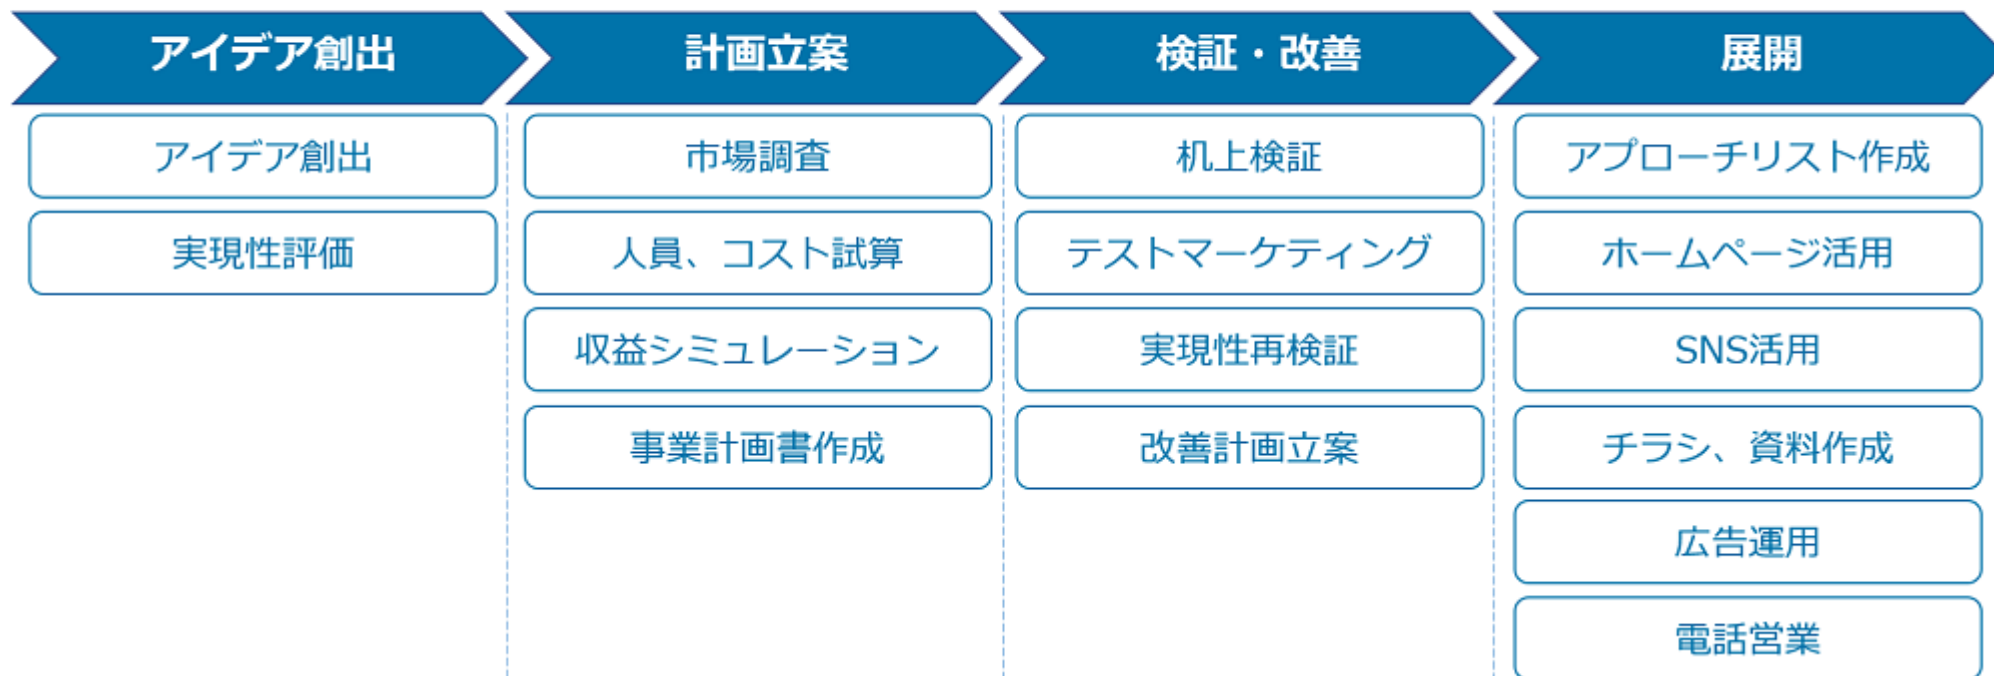 アイデア創出
計画立案
検証・改善
展開
アイデア創出
実現性評価
市場調査
人員、コスト試算
収益シミュレーション
事業計画書作成
机上検証
テストマーケティング
実現性再検証
改善計画立案
アプローチリスト作成
ホームページ活用
SNS活用
チラシ、資料作成
広告運用
電話営業